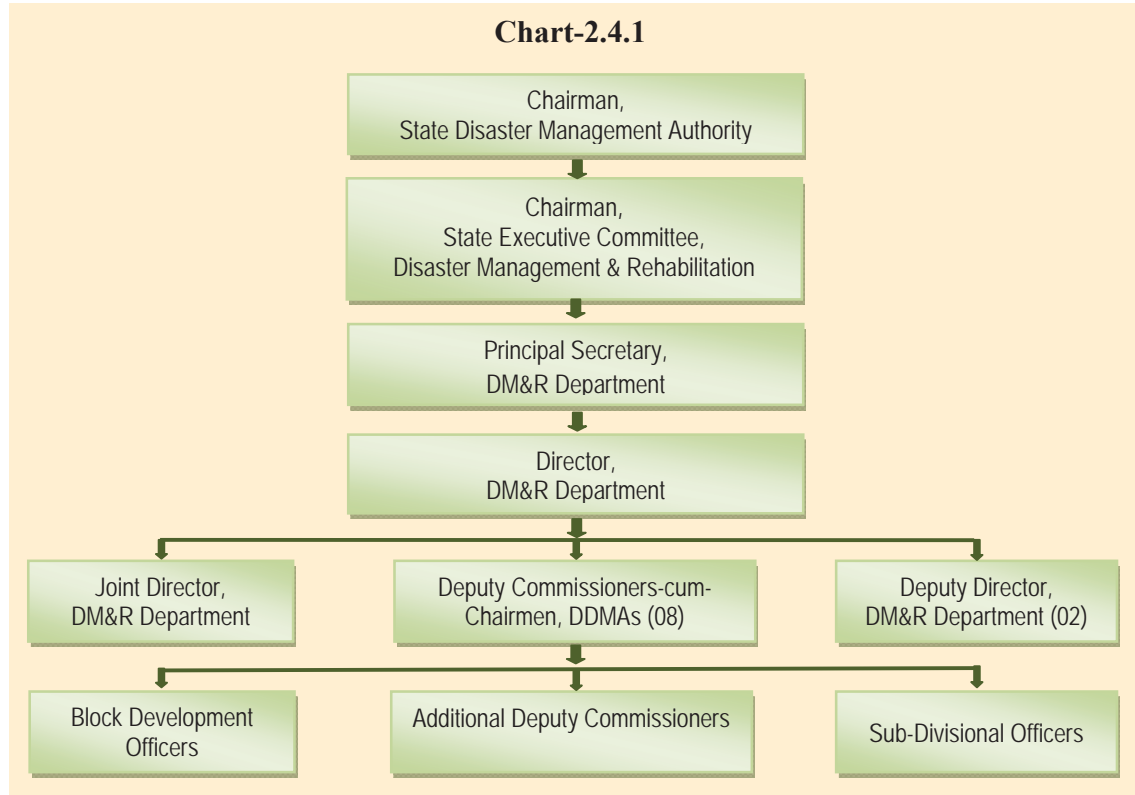 Chart-2.4.1
Chairman,
State Disaster Management Authority
Chairman,
State Executive Committee,
Disaster Management & Rehabilitation
Principal Secretary,
DM&R Department
Director,
DM&R Department
Joint Director,
DM&R Department
Deputy Commissioners-cum-
Chairmen, DDMAs (08)
Deputy Director,
DM&R Department (02)
Block Development
Officers
Additional Deputy Commissioners
Sub-Divisional Officers